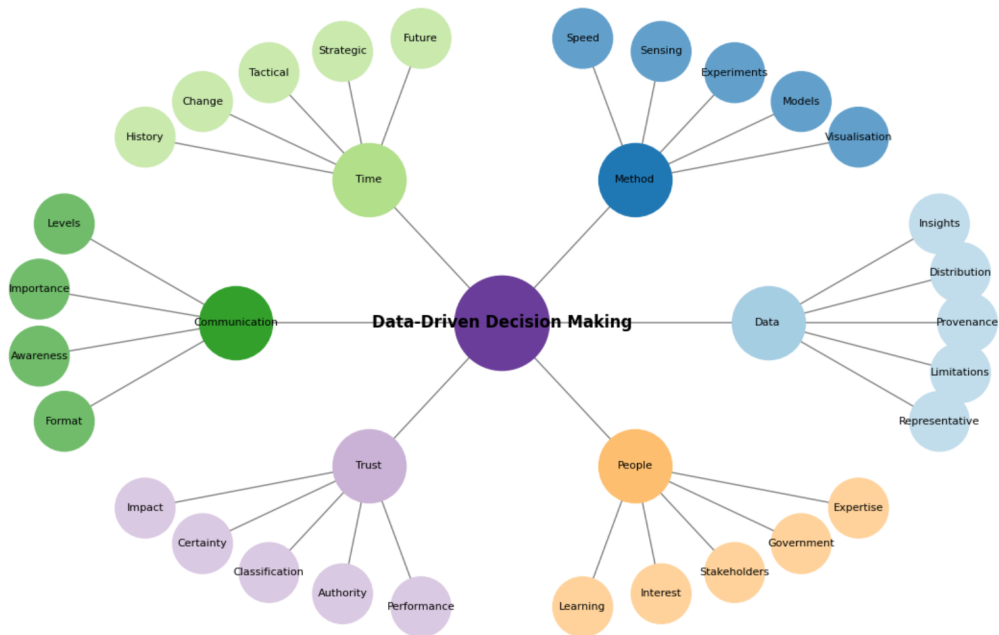 Future
Speed
Strategic
Sensing
Tactical
Experiments
Change
Models
History
Visualisation
Time
Method
Levels
Insights
Distribution
Importance
Communication
Data-Driven Decision Making
Data
Provenance
Awareness
Limitations
Format
Representative
Trust
People
Impact
Expertise
Certainty
Government
Classification
Stakeholders
Authority
Interest
Performance
Learning